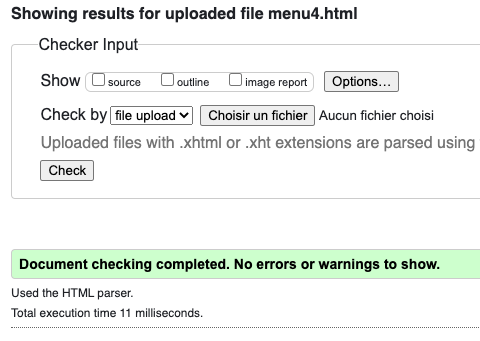 Showing results for uploaded file menu4.html
Checker Input
Show source outline image report Options...
Check by file upload Choisir un fichier Aucun fichier choisi
Uploaded files with .xhtml or .xht extensions are parsed using
Check
Document checking completed. No errors or warnings to show.
Used the HTML parser.
Total execution time 11 milliseconds.